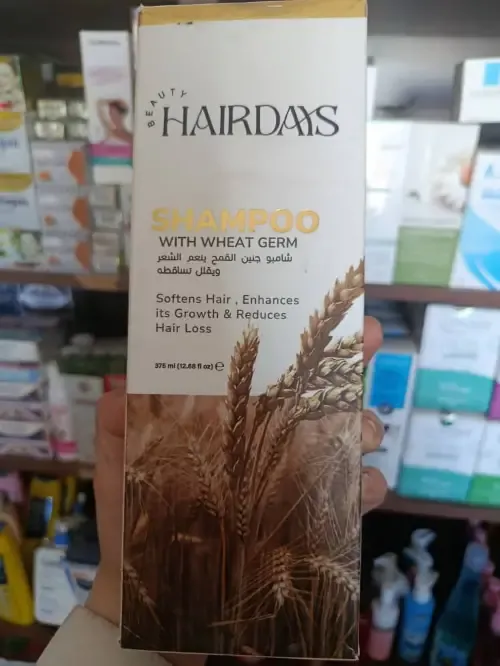 BEAUTY
HAIRDAYS
SHAMPOO
WITH WHEAT GERM
شامبو جنين القمح ينعم الشعر
ويقلل تساقطه
Softens Hair , Enhances
its Growth & Reduces
Hair Loss
375 ml (12.68 fl oz) ℮